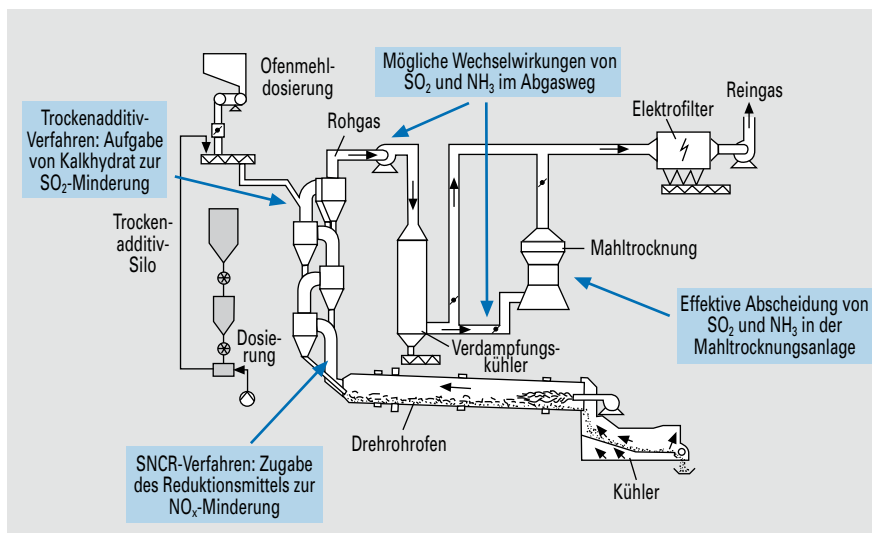 Ofenmehl-
dosierung
Mögliche Wechselwirkungen von
SO₂ und NH₃ im Abgasweg
Reingas
Elektrofilter
Trockenadditiv-
Verfahren: Aufgabe
von Kalkhydrat zur
SO₂-Minderung
Rohgas
Trocken-
additiv-
Silo
Mahltrocknung
Effektive Abscheidung von
SO₂ und NH₃ in der
Mahltrocknungsanlage
Dosie-
rung
Verdampfungs-
kühler
Drehrohrofen
SNCR-Verfahren: Zugabe
des Reduktionsmittels zur
NOₓ-Minderung
Kühler